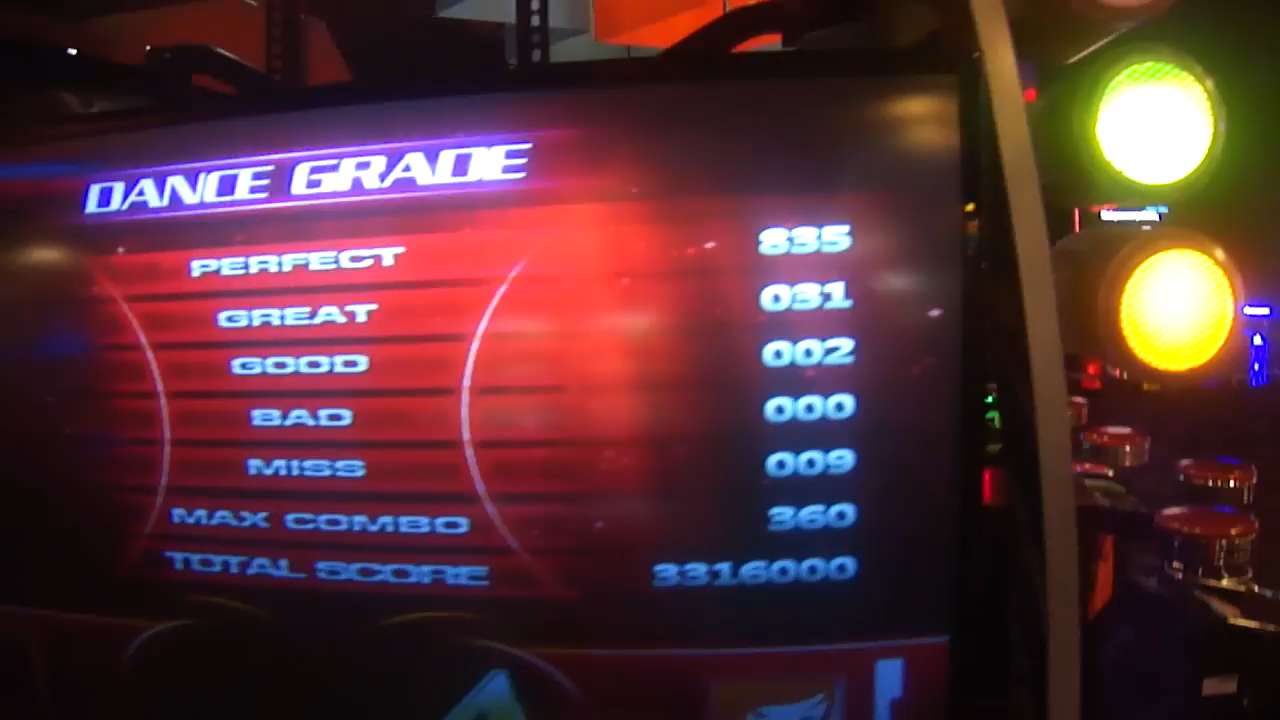 DANCE GRADE
PERFECT 835
GREAT 031
GOOD 002
BAD 000
MISS 009
MAX COMBO 360
TOTAL SCORE 3316000